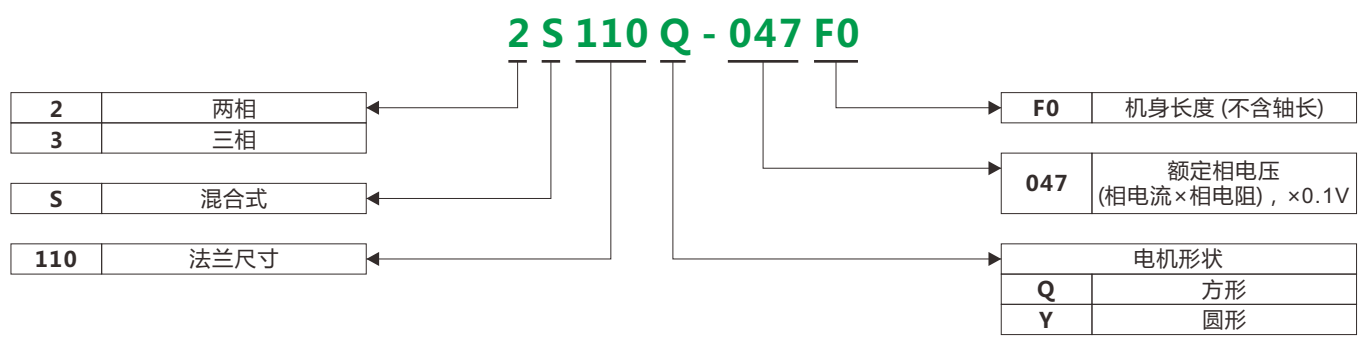 2 S 110 Q - 047 F0
2 两相
3 三相
S 混合式
110 法兰尺寸
F0 机身长度 (不含轴长)
047 额定相电压
(相电流×相电阻) , ×0.1V
电机形状
Q 方形
Y 圆形